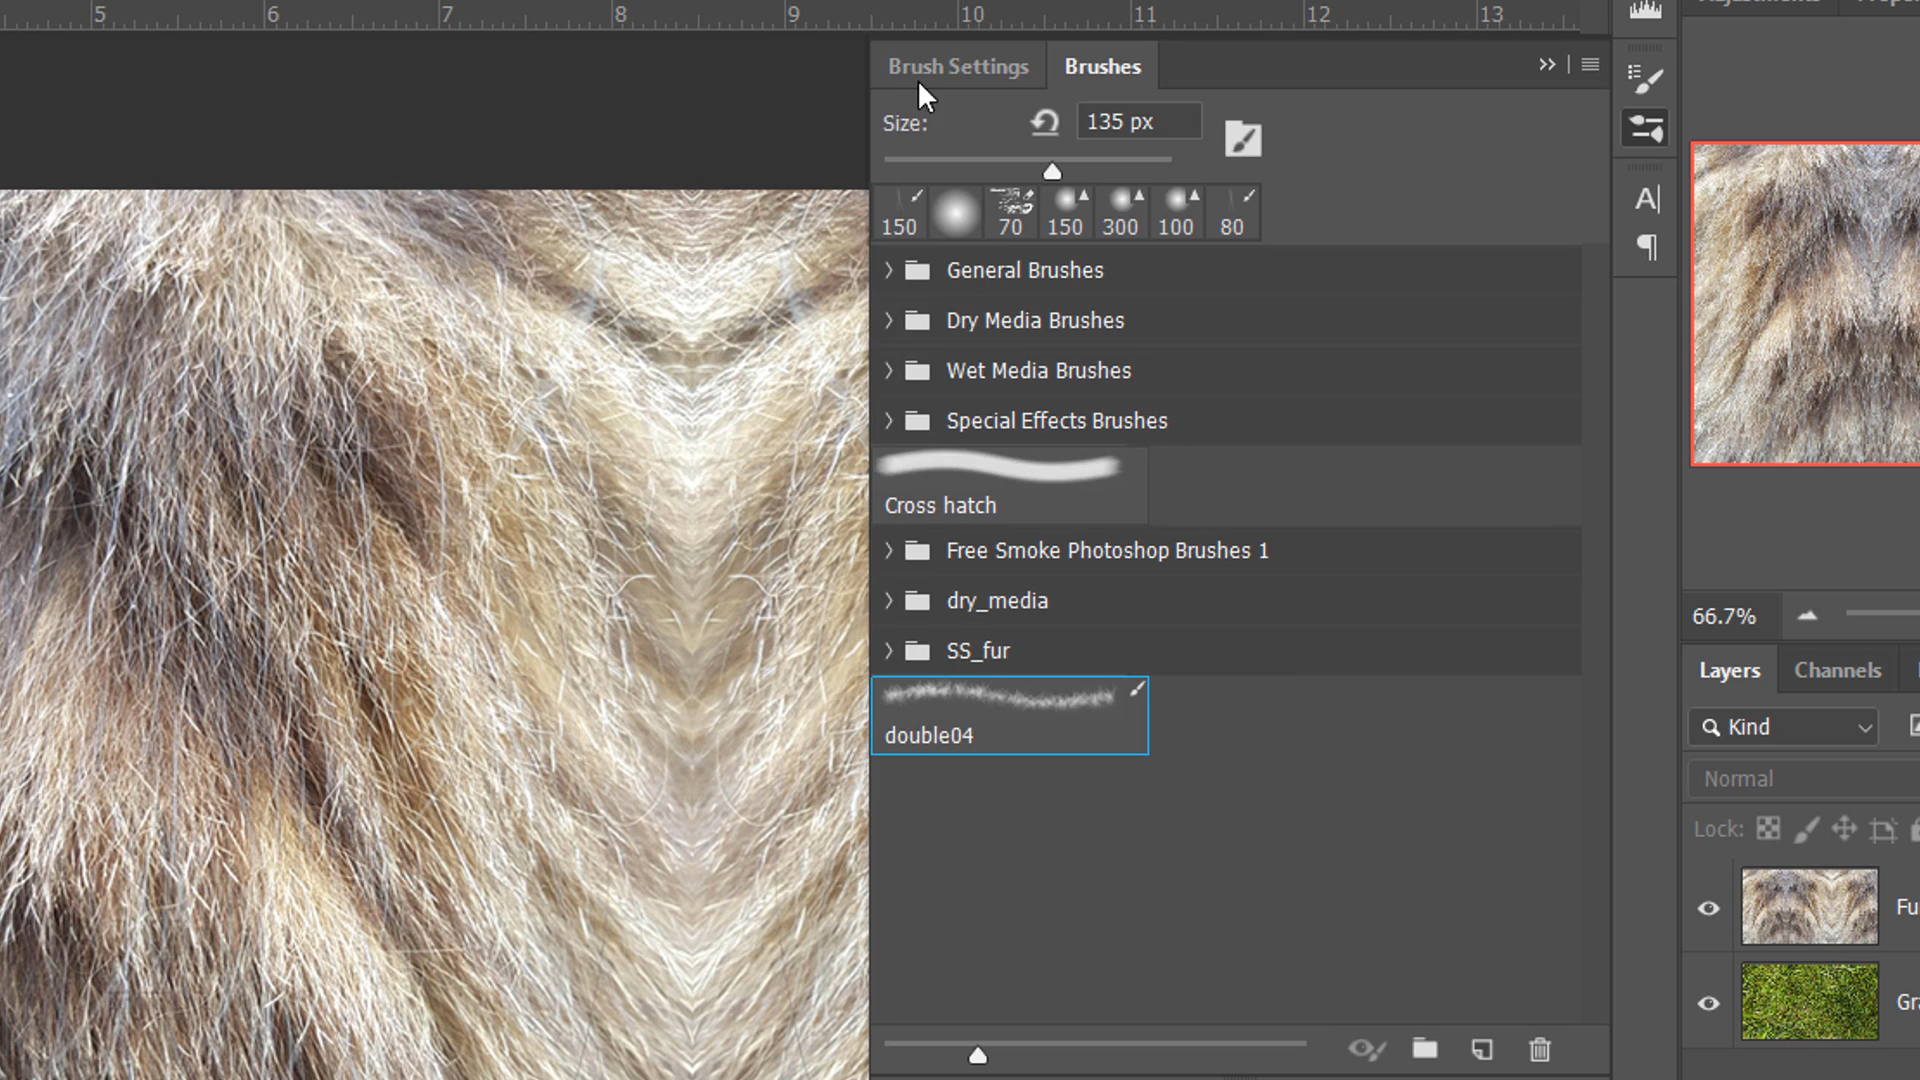 5 6 7 8 9 10 11 12 13
Brush Settings Brushes
Size: 135 px
150 70 150 300 100 80
General Brushes
Dry Media Brushes
Wet Media Brushes
Special Effects Brushes
Cross hatch
Free Smoke Photoshop Brushes 1
dry_media
SS_fur
double04
A
66.7%
Layers Channels
Kind
Normal
Lock:
Fu
Gr